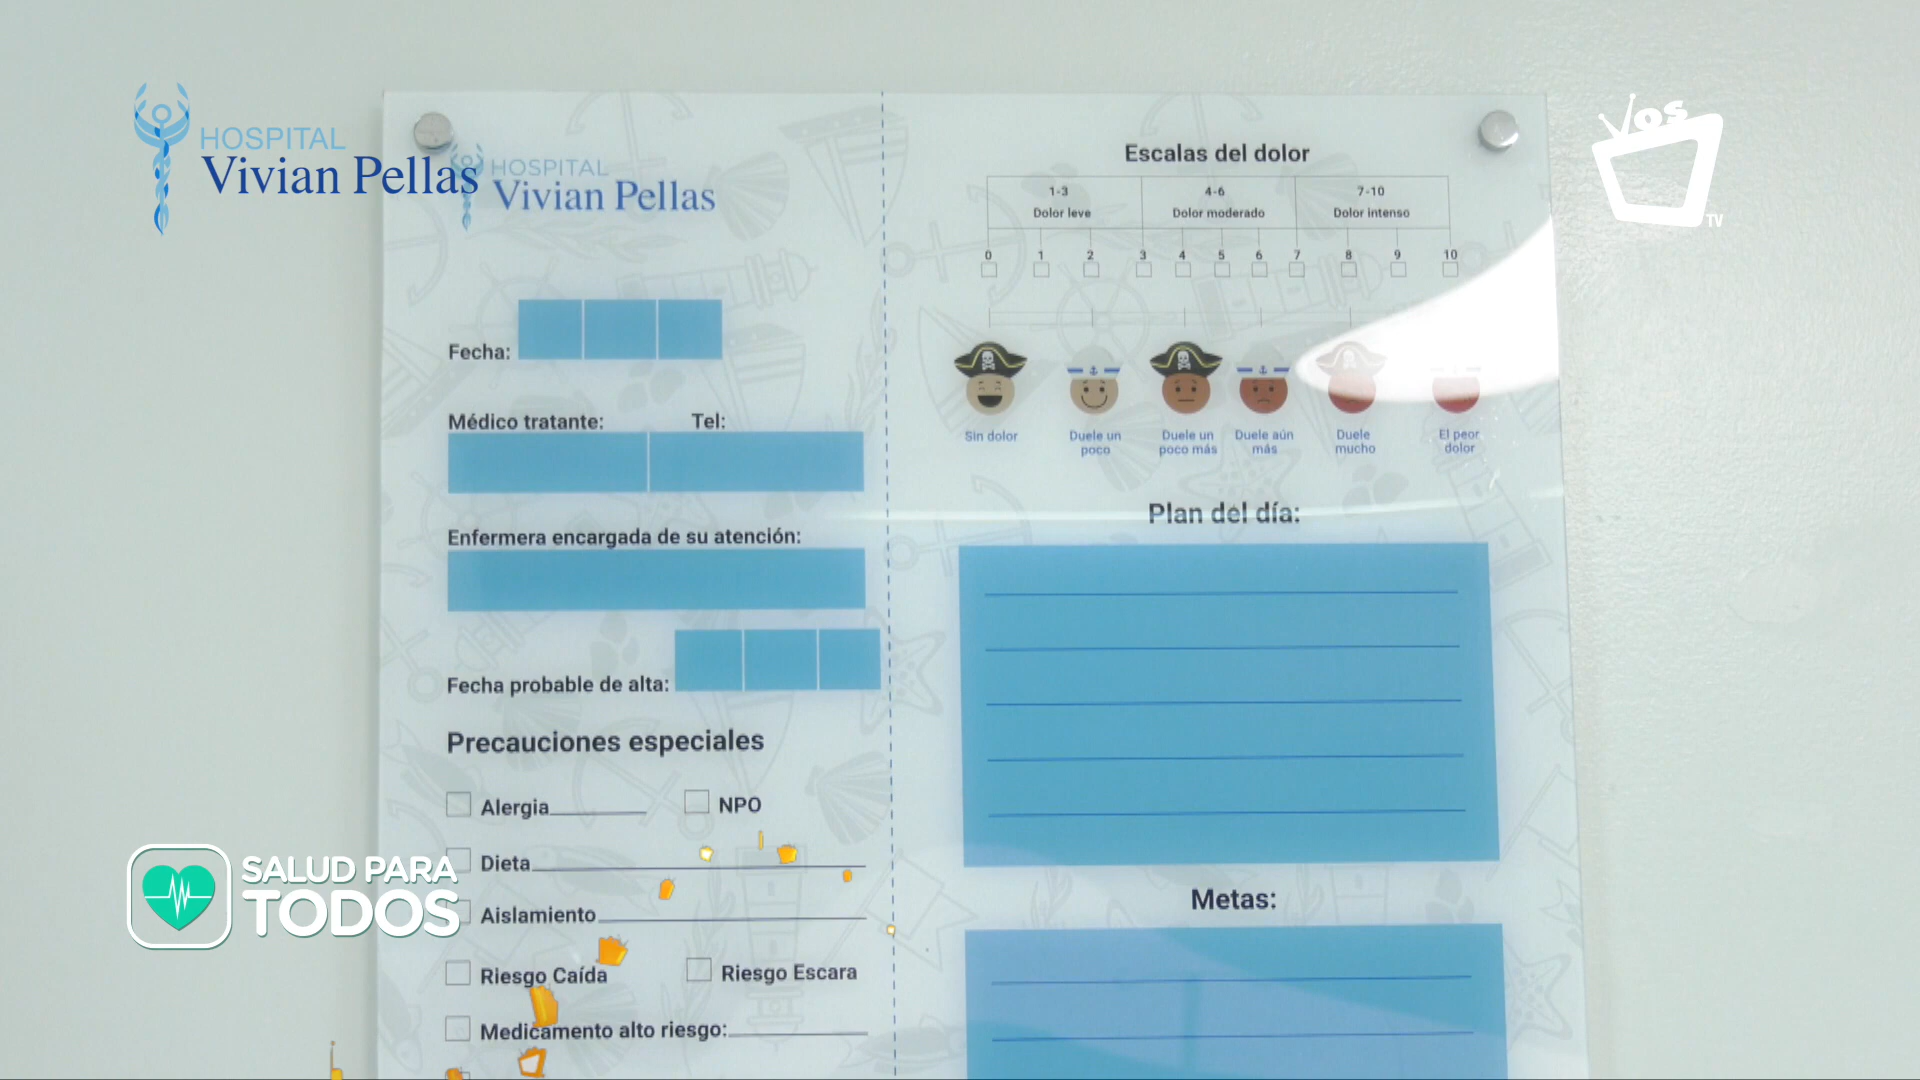 HOSPITAL
Vivian Pellas
VOS
TV
HOSPITAL
Vivian Pellas
Fecha:
Médico tratante: Tel:
Enfermera encargada de su atención:
Fecha probable de alta:
Precauciones especiales
Alergia NPO
Dieta
Aislamiento
Riesgo Caída Riesgo Escara
Medicamento alto riesgo:
Escalas del dolor
1-3 4-6 7-10
Dolor leve Dolor moderado Dolor intenso
0 1 2 3 4 5 6 7 8 9 10
Sin dolor Duele un poco Duele un poco más Duele aún más Duele mucho El peor dolor
Plan del día:
Metas:
SALUD PARA
TODOS